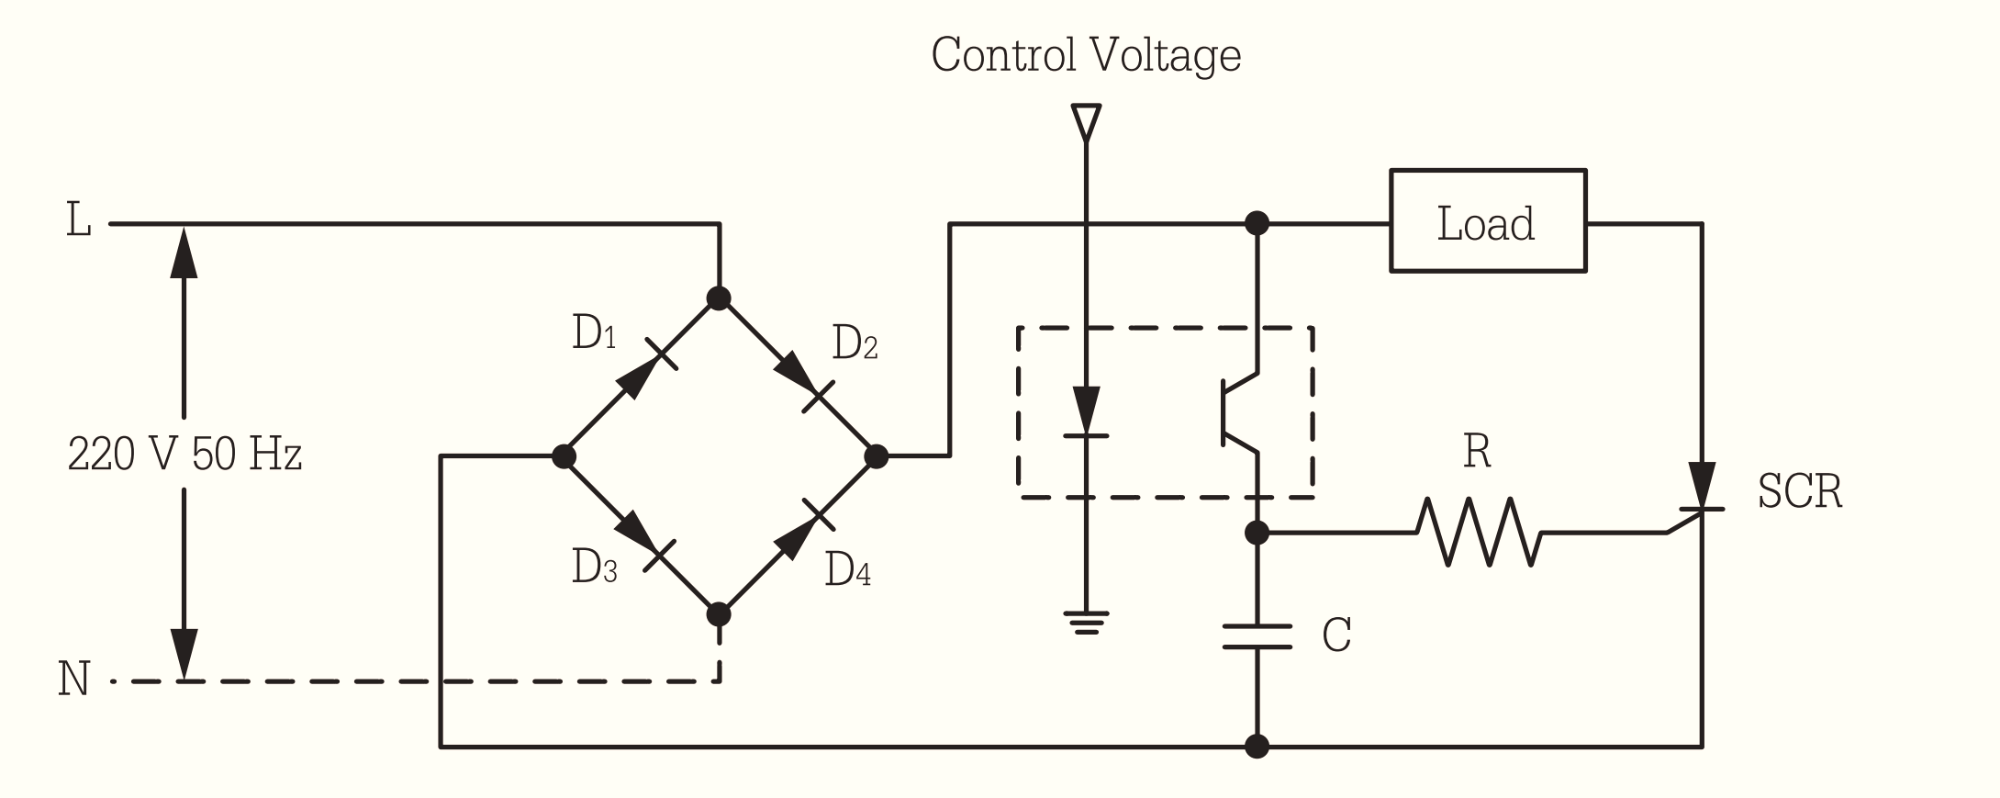 Control Voltage
L
Load
D1
D2
220 V 50 Hz
R
SCR
D3
D4
C
N